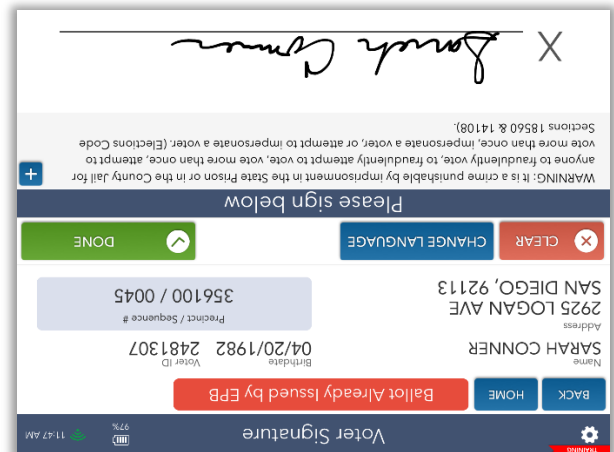 TRAINING
Voter Signature
97%
11:47 AM
BACK
HOME
Ballot Already Issued by EPB
Name
SARAH CONNER
Birthdate
04/20/1982
Voter ID
2481307
Address
2925 LOGAN AVE
SAN DIEGO, 92113
Precinct / Sequence #
356100 / 0045
CLEAR
CHANGE LANGUAGE
DONE
Please sign below
WARNING: It is a crime punishable by imprisonment in the State Prison or in the County Jail for
anyone to fraudulently vote, to fraudulently attempt to vote, vote more than once, attempt to
vote more than once, impersonate a voter, or attempt to impersonate a voter. (Elections Code
Sections 18560 & 14108).
+
X Sarah Conner